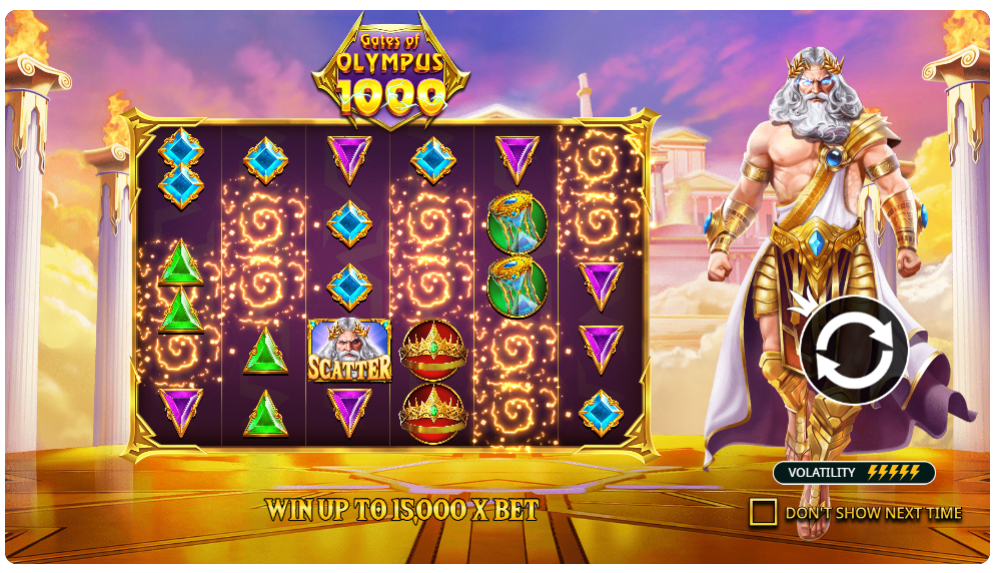 Gates of
OLYMPUS
1000
SCATTER
VOLATILITY
WIN UP TO 15,000 X BET
DON'T SHOW NEXT TIME